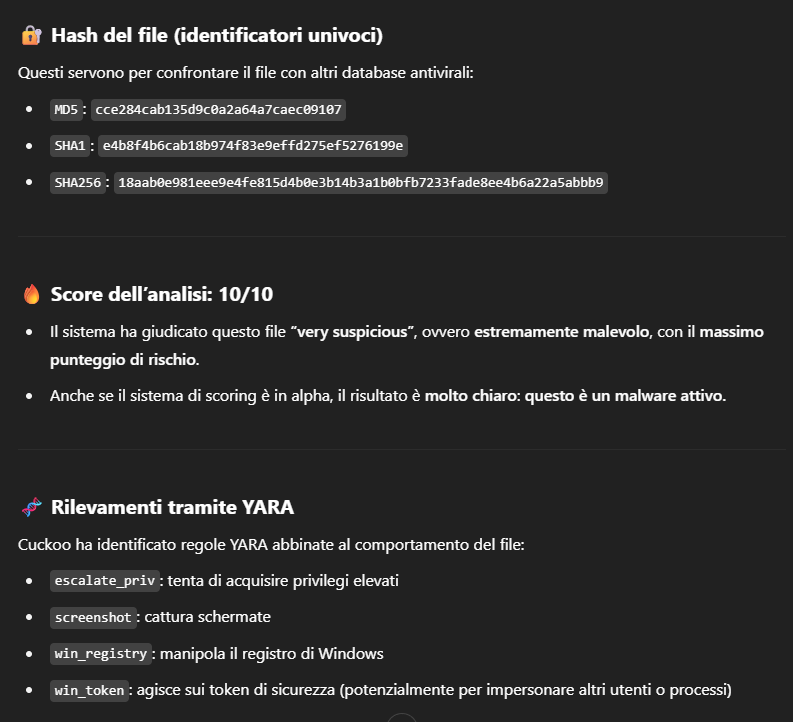 🔐 Hash del file (identificatori univoci)
Questi servono per confrontare il file con altri database antivirali:
• MD5: cce284cab135d9c0a2a64a7caec09107
• SHA1: e4b8f4b6cab18b974f83e9effd275ef5276199e
• SHA256: 18aab0e981eee9e4fe815d4b0e3b14b3a1b0bfb7233fade8ee4b6a22a5abbb9
🔥 Score dell’analisi: 10/10
• Il sistema ha giudicato questo file “very suspicious”, ovvero estremamente malevolo, con il massimo
punteggio di rischio.
• Anche se il sistema di scoring è in alpha, il risultato è molto chiaro: questo è un malware attivo.
🧬 Rilevamenti tramite YARA
Cuckoo ha identificato regole YARA abbinate al comportamento del file:
• escalate_priv: tenta di acquisire privilegi elevati
• screenshot: cattura schermate
• win_registry: manipola il registro di Windows
• win_token: agisce sui token di sicurezza (potenzialmente per impersonare altri utenti o processi)